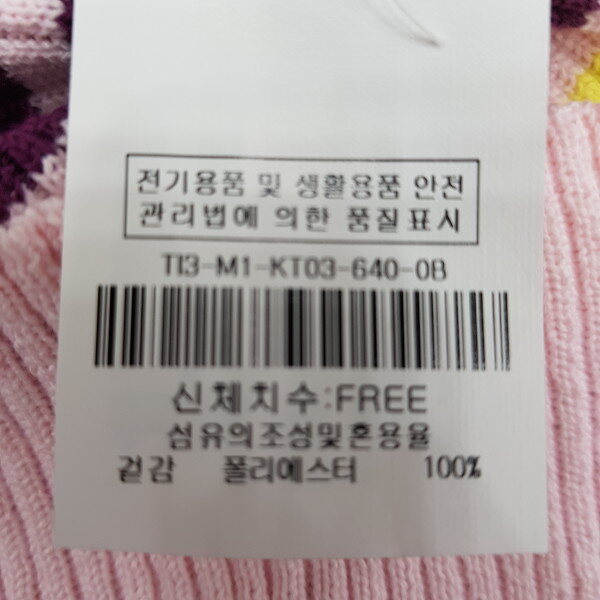 전기용품 및 생활용품 안전
관리법에 의한 품질표시
TI3-M1-KT03-640-0B
신체치수:FREE
섬유의조성및혼용율
겉감 폴리에스터 100%